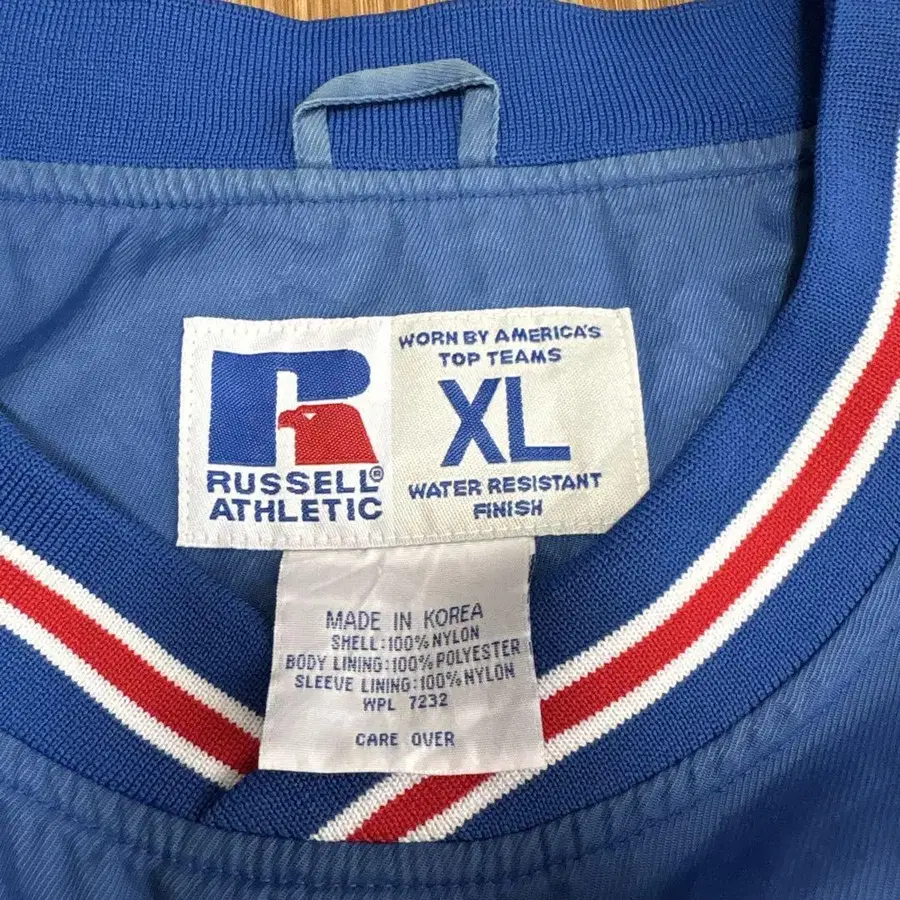 R
RUSSELL®
ATHLETIC
WORN BY AMERICA'S
TOP TEAMS
XL
WATER RESISTANT
FINISH
MADE IN KOREA
SHELL:100% NYLON
BODY LINING:100% POLYESTER
SLEEVE LINING:100% NYLON
WPL 7232
CARE OVER